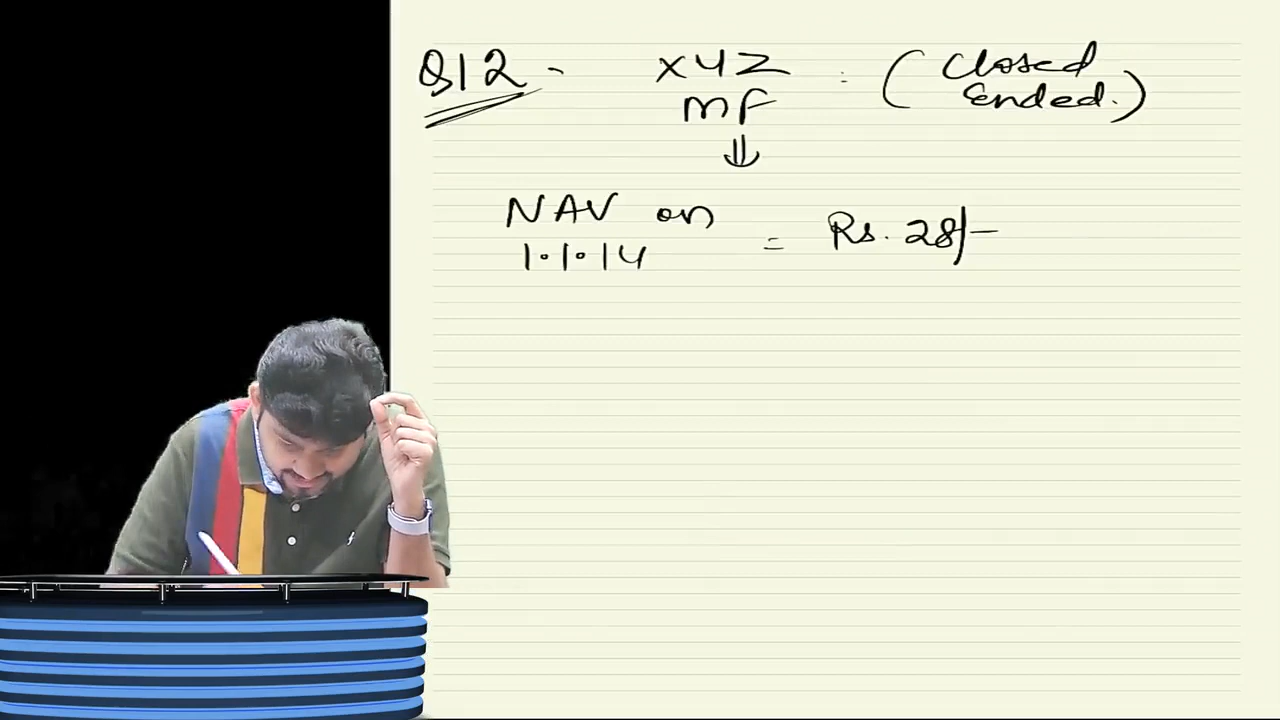 Q12 - XYZ : (Closed
MF Ended.)
NAV on
1.1.14 = Rs. 28/-